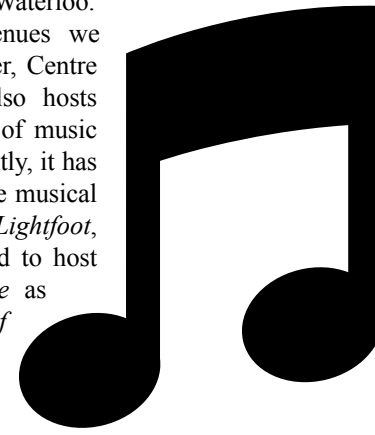 Waterloo.
enues we
er, Centre
lso hosts
of music
tly, it has
e musical
Lightfoot,
d to host
e as
f